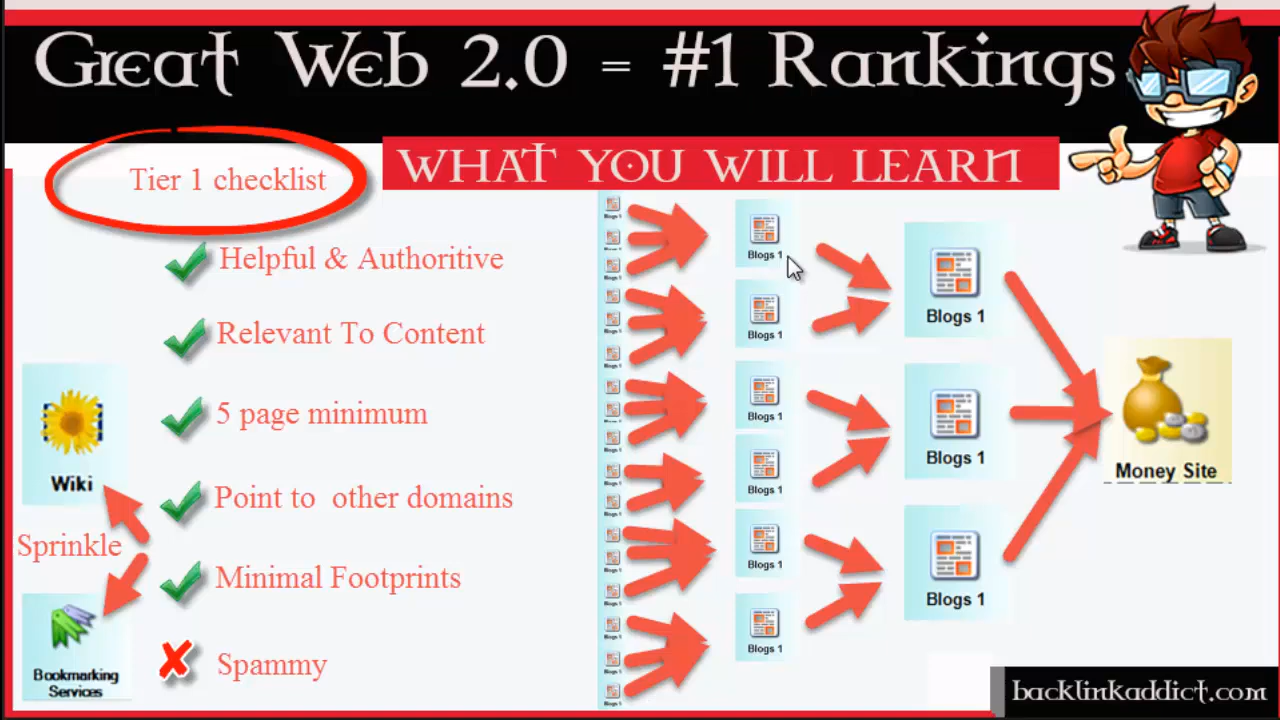 Great Web 2.0 = #1 Rankings
Tier 1 checklist
WHAT YOU WILL LEARN
Helpful & Authoritive
Relevant To Content
5 page minimum
Point to other domains
Minimal Footprints
Spammy
Wiki
Sprinkle
Bookmarking
Services
Blogs 1
Blogs 1
Blogs 1
Blogs 1
Blogs 1
Blogs 1
Blogs 1
Blogs 1
Blogs 1
Money Site
backlinkaddict.com